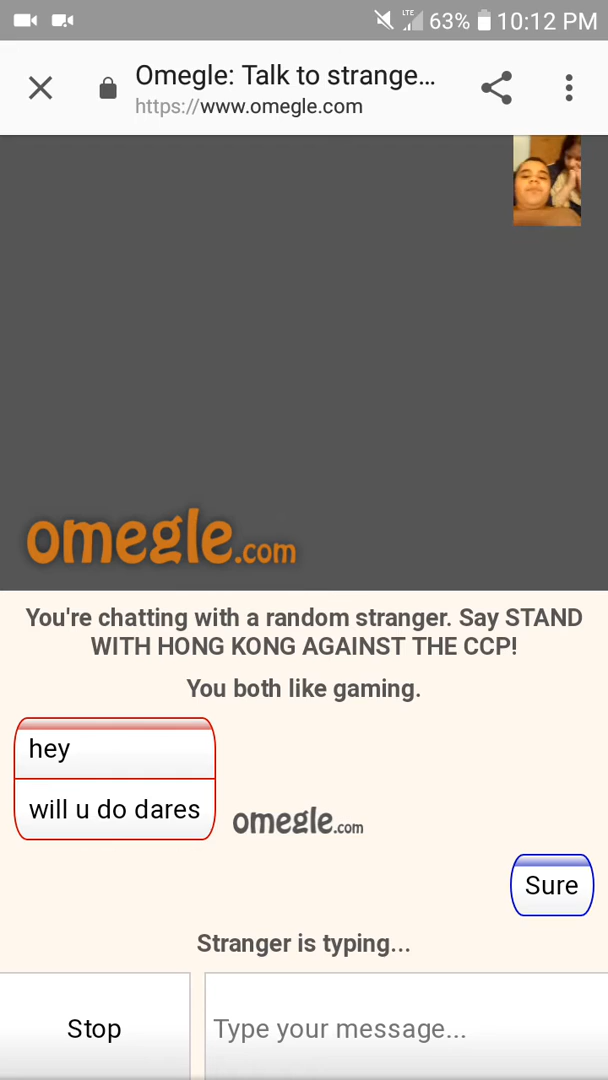 LTE 63% 10:12 PM
Omegle: Talk to strange...
https://www.omegle.com
omegle.com
You're chatting with a random stranger. Say STAND
WITH HONG KONG AGAINST THE CCP!
You both like gaming.
hey
will u do dares
omegle.com
Sure
Stranger is typing...
Stop
Type your message...